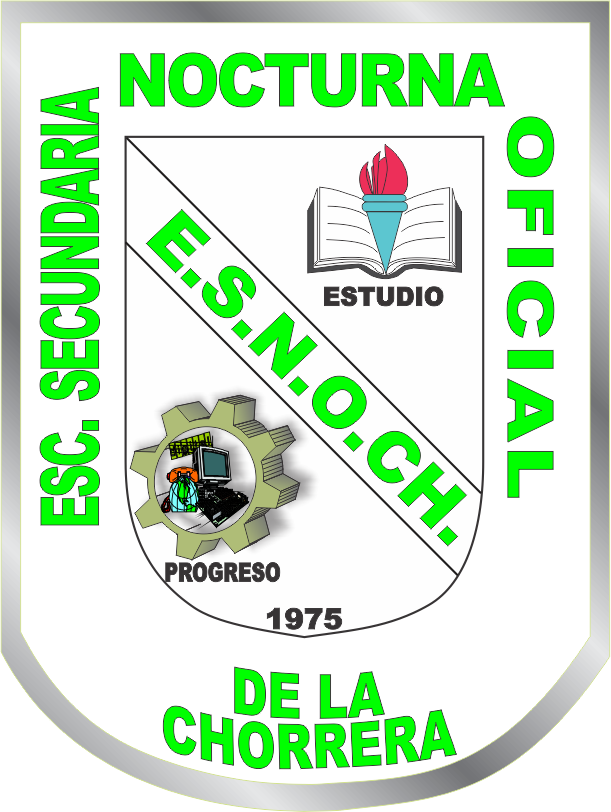 ESC. SECUNDARIA
NOCTURNA
OFICIAL
E.S.N.O.CH.
ESTUDIO
PROGRESO
1975
DE LA
CHORRERA